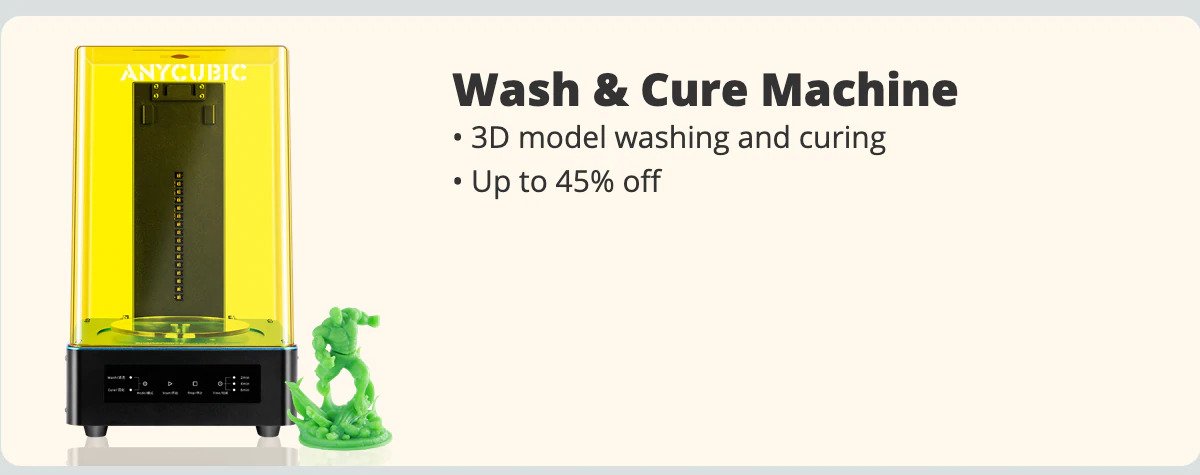 ANYCUBIC
Wash & Cure Machine
• 3D model washing and curing
• Up to 45% off